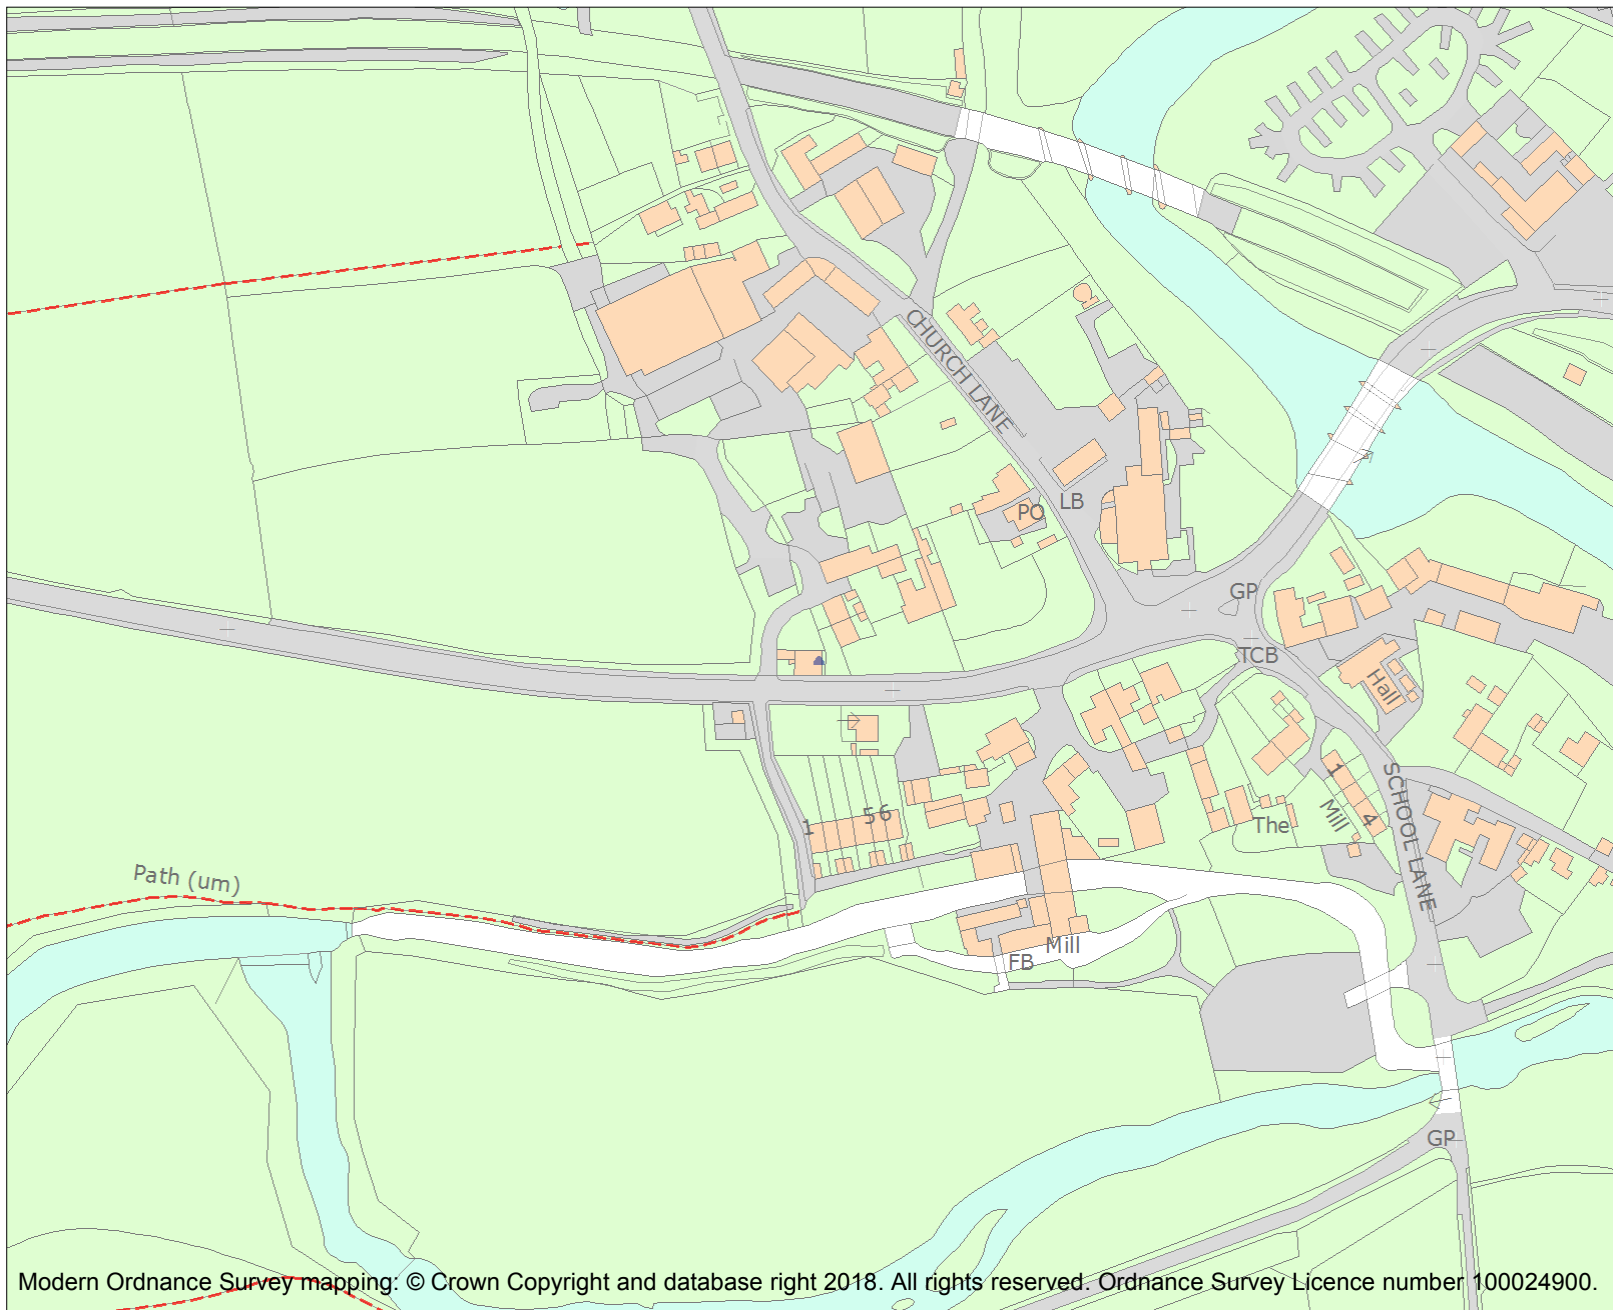 CHURCH LANE
PO
LB
GP
TCB
Hall
1
Mill
4
The
SCHOOL LANE
1
56
Path (um)
Mill
FB
GP
Modern Ordnance Survey mapping: © Crown Copyright and database right 2018. All rights reserved. Ordnance Survey Licence number 100024900.